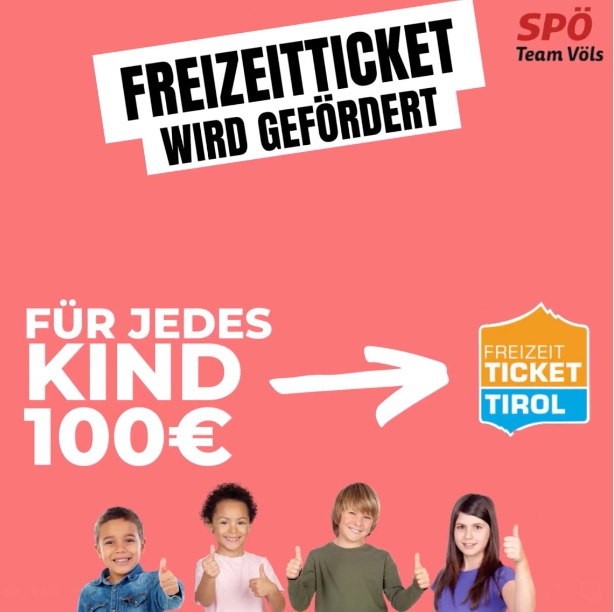 SPÖ
Team Völs
FREIZEITTICKET
WIRD GEFÖRDERT
FÜR JEDES
KIND
100€
FREIZEIT
TICKET
TIROL